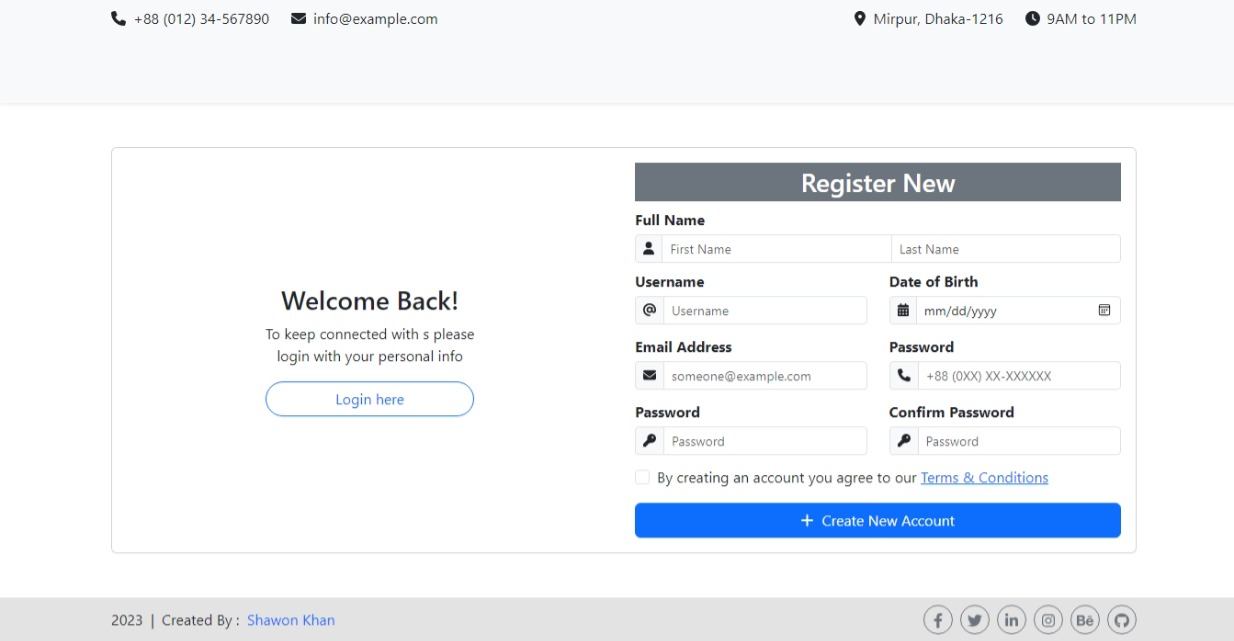 +88 (012) 34-567890 info@example.com Mirpur, Dhaka-1216 9AM to 11PM
Welcome Back!
To keep connected with s please
login with your personal info
Login here
Register New
Full Name
First Name Last Name
Username Date of Birth
Username mm/dd/yyyy
Email Address Password
someone@example.com +88 (0XX) XX-XXXXXX
Password Confirm Password
Password Password
By creating an account you agree to our Terms & Conditions
+ Create New Account
2023 | Created By : Shawon Khan